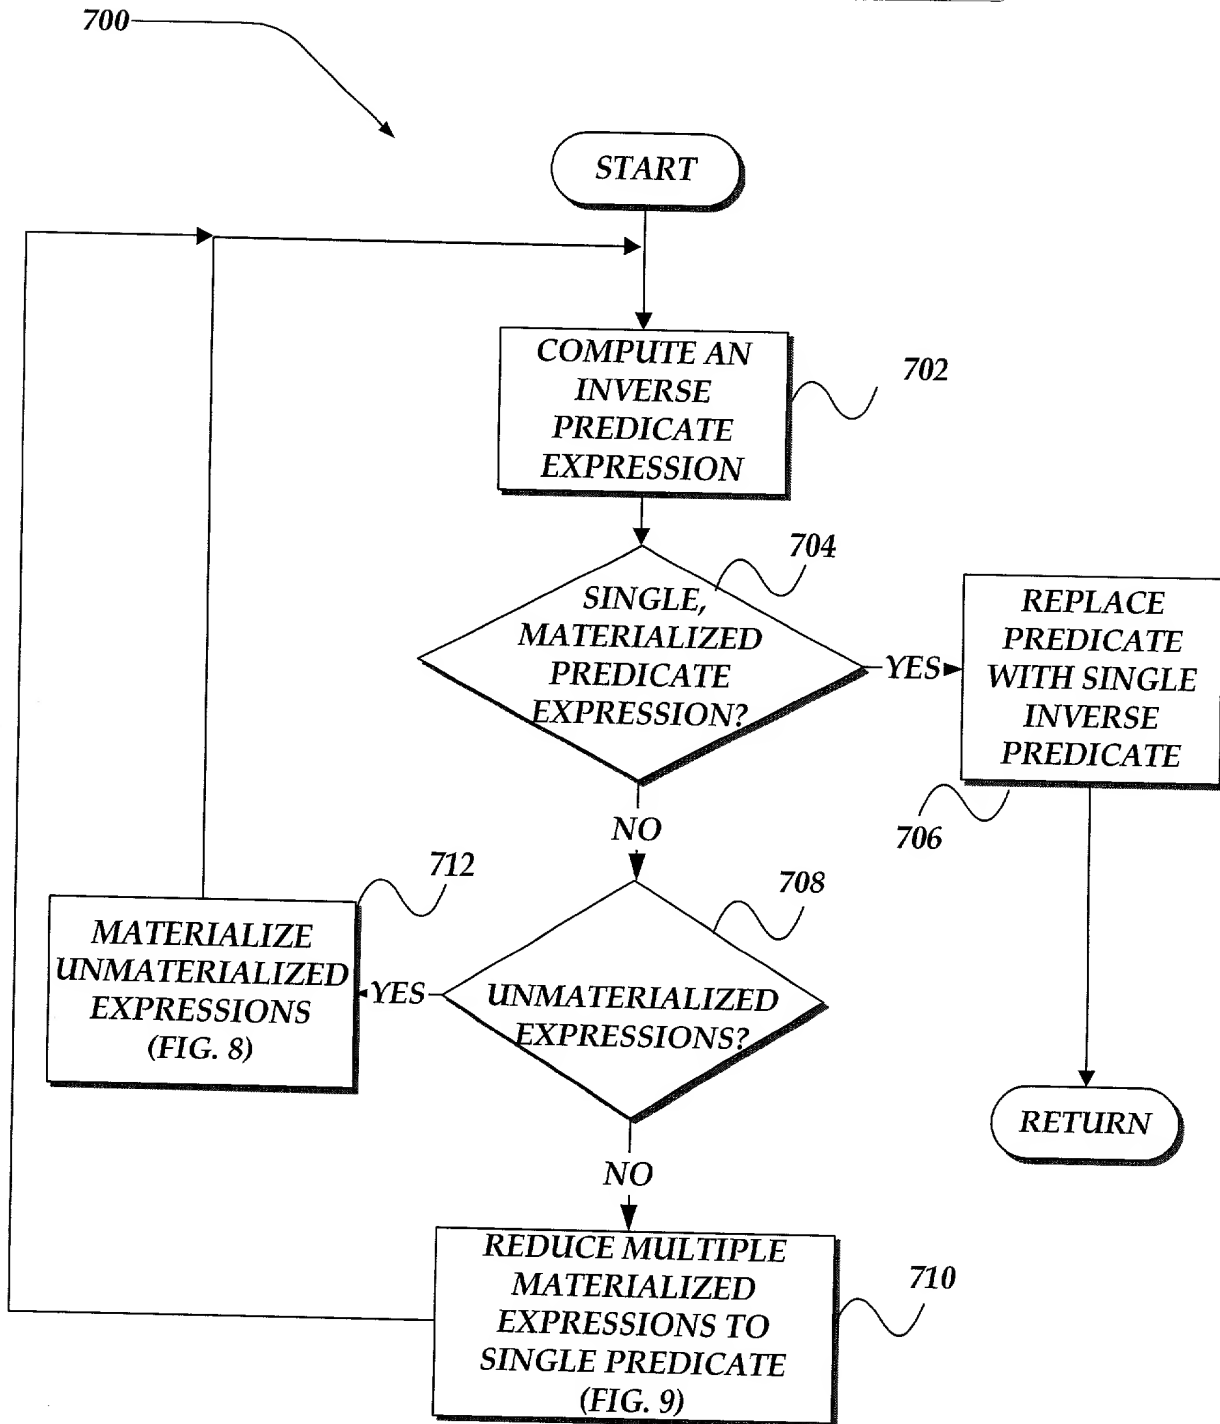 700
START
COMPUTE AN
INVERSE
PREDICATE
EXPRESSION
702
704
SINGLE,
MATERIALIZED
PREDICATE
EXPRESSION?
YES
REPLACE
PREDICATE
WITH SINGLE
INVERSE
PREDICATE
706
NO
712
708
MATERIALIZE
UNMATERIALIZED
EXPRESSIONS
(FIG. 8)
YES
UNMATERIALIZED
EXPRESSIONS?
RETURN
NO
REDUCE MULTIPLE
MATERIALIZED
EXPRESSIONS TO
SINGLE PREDICATE
(FIG. 9)
710